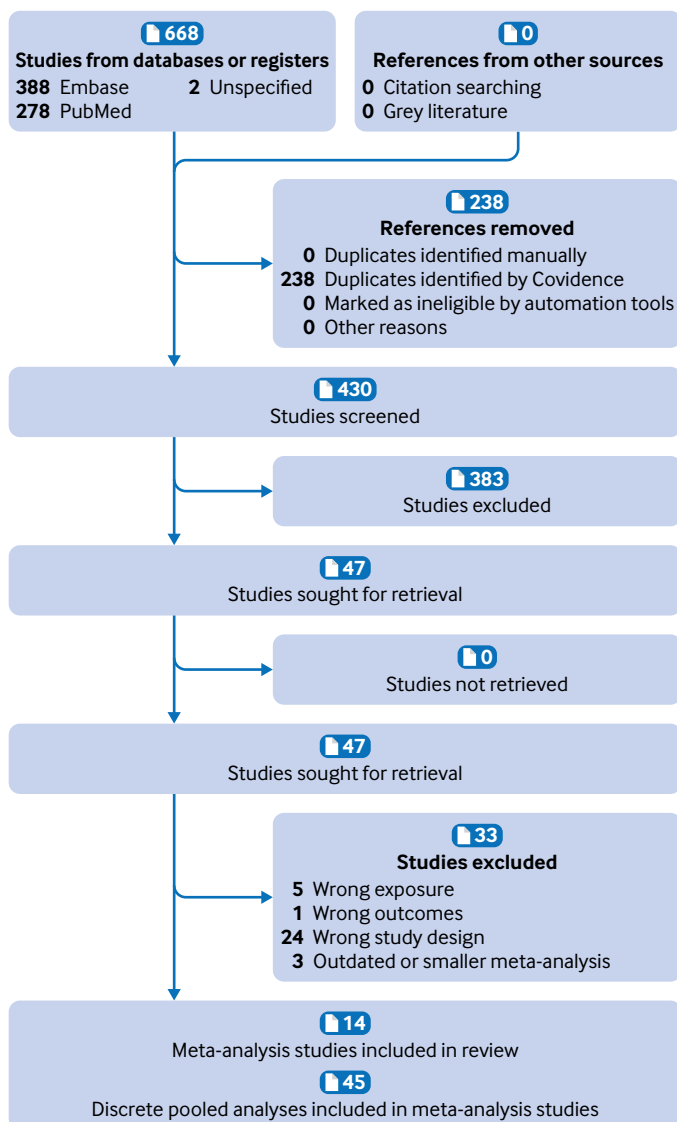 668
Studies from databases or registers
388 Embase 2 Unspecified
278 PubMed
0
References from other sources
0 Citation searching
0 Grey literature
238
References removed
0 Duplicates identified manually
238 Duplicates identified by Covidence
0 Marked as ineligible by automation tools
0 Other reasons
430
Studies screened
383
Studies excluded
47
Studies sought for retrieval
0
Studies not retrieved
47
Studies sought for retrieval
33
Studies excluded
5 Wrong exposure
1 Wrong outcomes
24 Wrong study design
3 Outdated or smaller meta-analysis
14
Meta-analysis studies included in review
45
Discrete pooled analyses included in meta-analysis studies